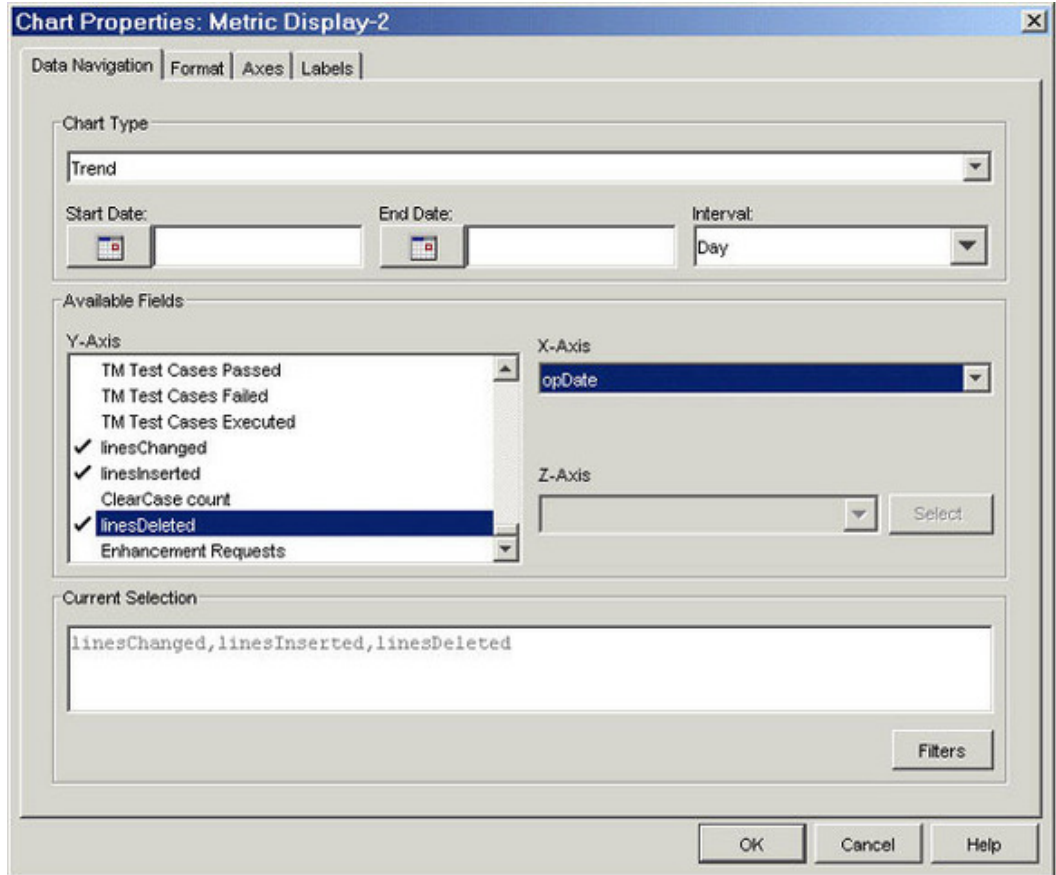 Chart Properties: Metric Display-2
Data Navigation Format Axes Labels
Chart Type
Trend
Start Date: End Date: Interval:
Day
Available Fields
Y-Axis
TM Test Cases Passed
TM Test Cases Failed
TM Test Cases Executed
linesChanged
linesInserted
ClearCase count
linesDeleted
Enhancement Requests
X-Axis
opDate
Z-Axis
Select
Current Selection
linesChanged,linesInserted,linesDeleted
Filters
OK Cancel Help